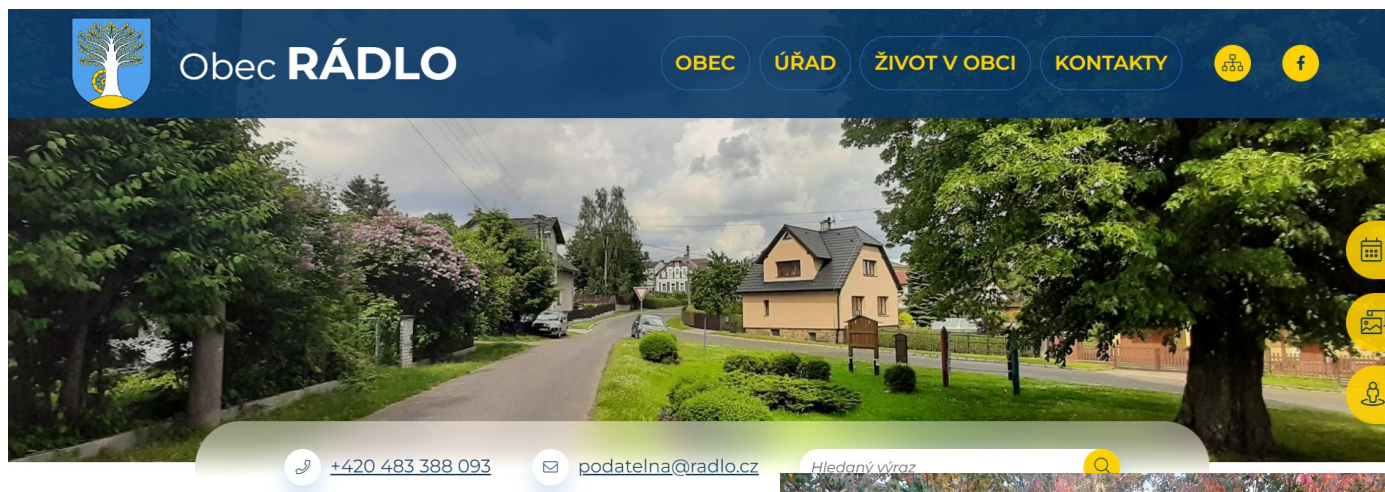 Obec RÁDLO
OBEC
ÚŘAD
ŽIVOT V OBCI
KONTAKTY
+420 483 388 093
podatelna@radlo.cz
Hledaný výraz